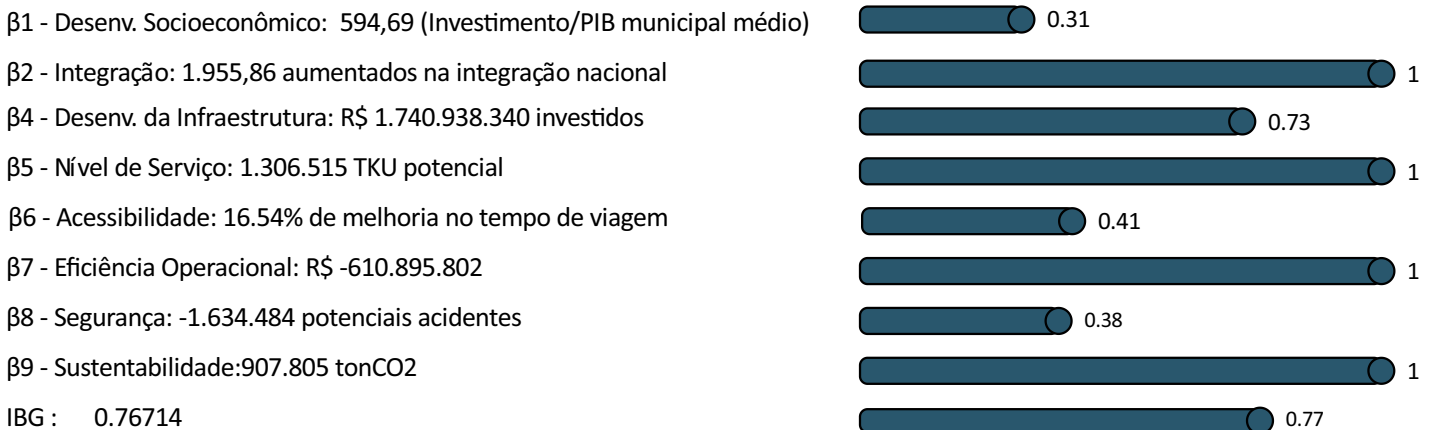 β1 - Desenv. Socioeconômico:  594,69 (Investimento/PIB municipal médio) 0.31
β2 - Integração: 1.955,86 aumentados na integração nacional 1
β4 - Desenv. da Infraestrutura: R$ 1.740.938.340 investidos 0.73
β5 - Nível de Serviço: 1.306.515 TKU potencial 1
β6 - Acessibilidade: 16.54% de melhoria no tempo de viagem 0.41
β7 - Eficiência Operacional: R$ -610.895.802 1
β8 - Segurança: -1.634.484 potenciais acidentes 0.38
β9 - Sustentabilidade:907.805 tonCO2 1
IBG :    0.76714 0.77